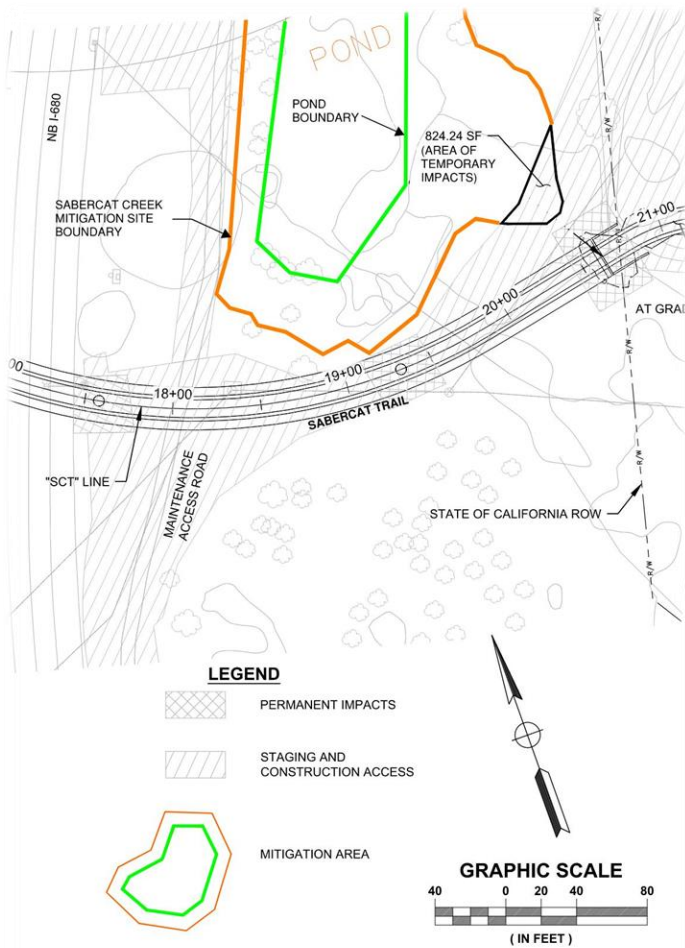 POND
NB I-680
POND
BOUNDARY
824.24 SF
(AREA OF
TEMPORARY
IMPACTS)
R/W
R/W
SABERCAT CREEK
MITIGATION SITE
BOUNDARY
21+00
20+00
AT GRAD
R/W
00
19+00
18+00
SABERCAT TRAIL
"SCT" LINE
MAINTENANCE
ACCESS ROAD
R/W
STATE OF CALIFORNIA ROW
R/W
LEGEND
PERMANENT IMPACTS
STAGING AND
CONSTRUCTION ACCESS
MITIGATION AREA
GRAPHIC SCALE
40 0 20 40 80
( IN FEET )